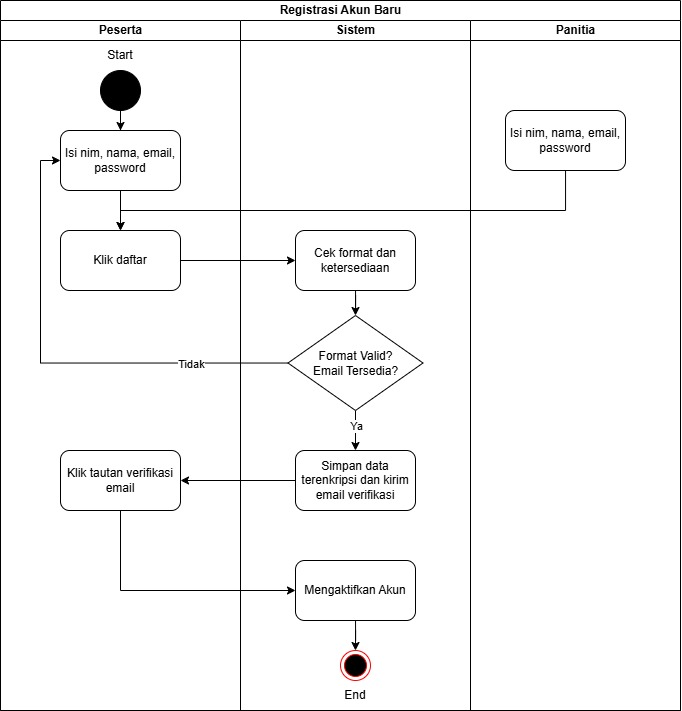 Registrasi Akun Baru
Peserta
Sistem
Panitia
Start
Isi nim, nama, email,
password
Isi nim, nama, email,
password
Klik daftar
Cek format dan
ketersediaan
Format Valid?
Email Tersedia?
Tidak
Ya
Klik tautan verifikasi
email
Simpan data
terenkripsi dan kirim
email verifikasi
Mengaktifkan Akun
End